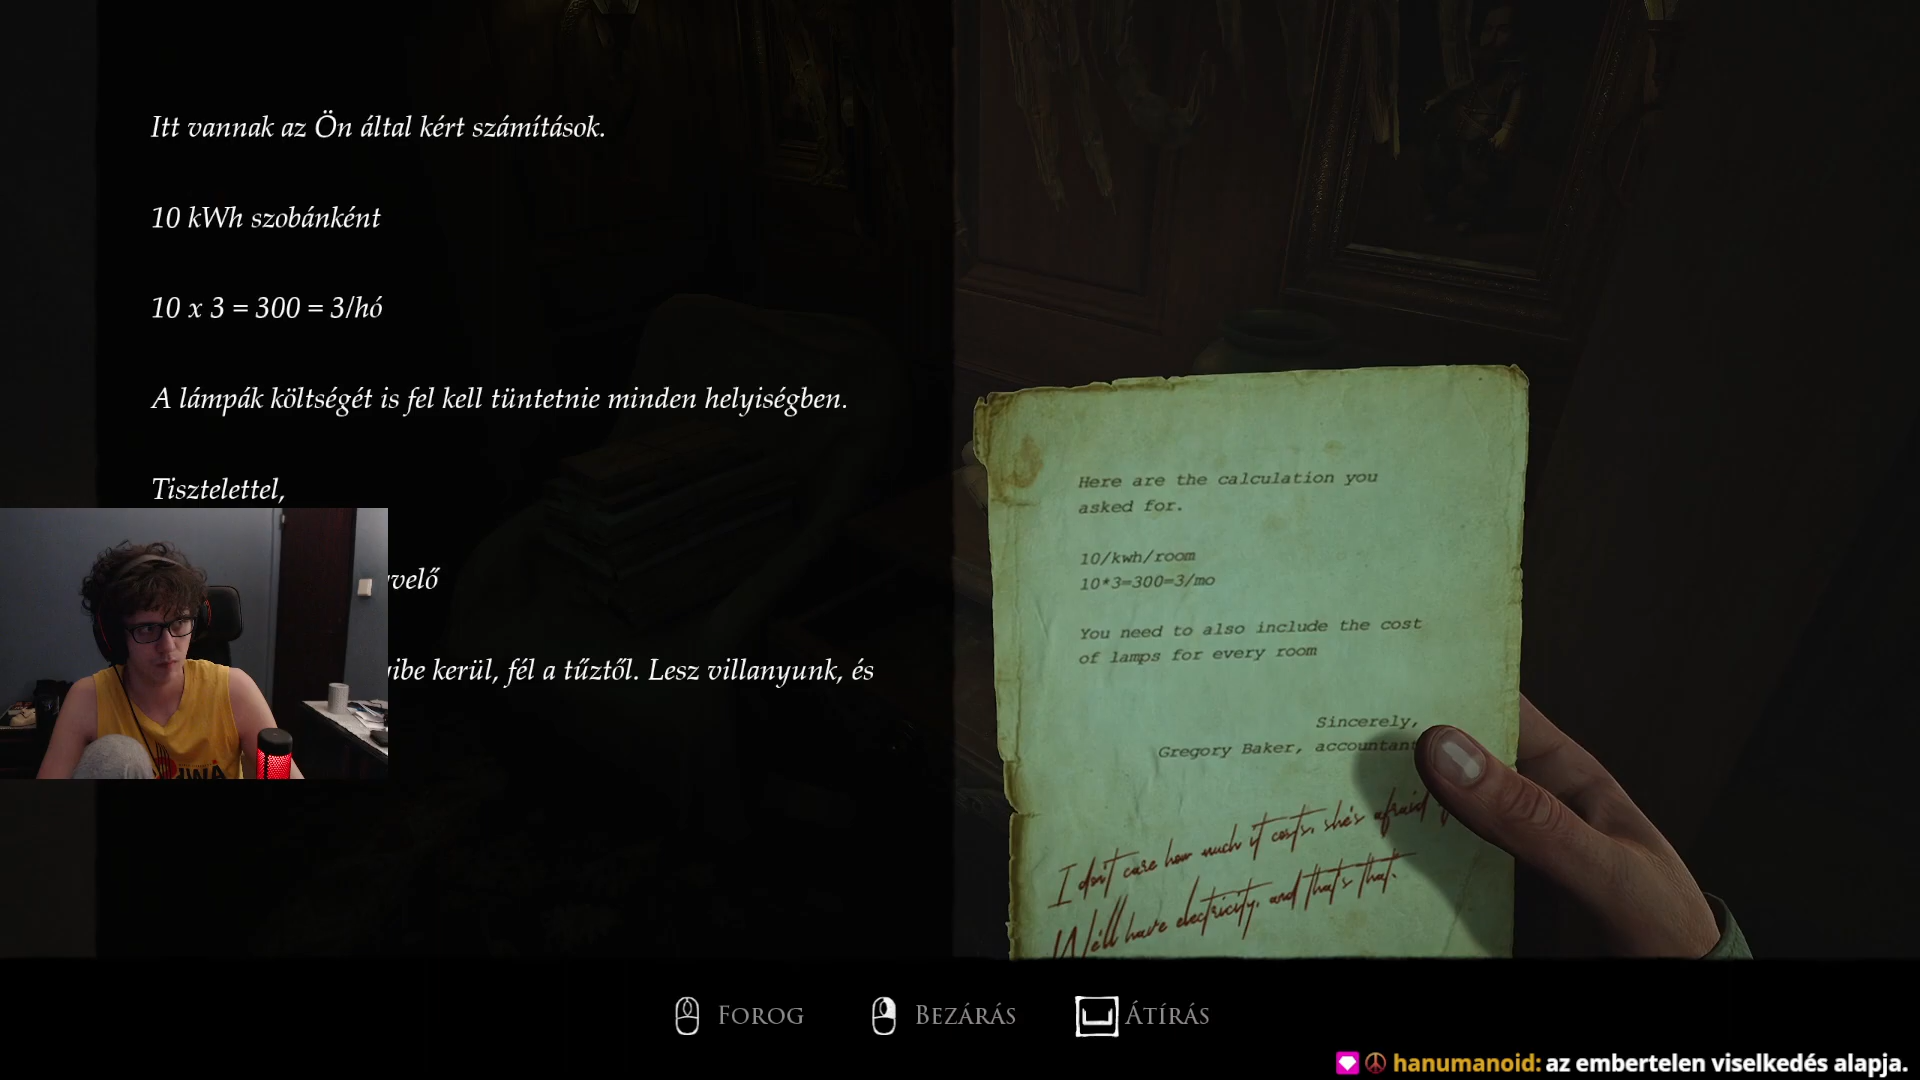 Itt vannak az Ön által kért számítások.
10 kWh szobánként
10 x 3 = 300 = 3/hó
A lámpák költségét is fel kell tüntetnie minden helyiségben.
Tisztelettel,
velő
ibe kerül, fél a tűztől. Lesz villanyunk, és
Here are the calculation you
asked for.
10/kwh/room
10*3=300=3/mo
You need to also include the cost
of lamps for every room
Sincerely,
Gregory Baker, accountant
I don't care how much it costs, she's afraid
We'll have electricity, and that's that.
FOROG
BEZÁRÁS
ÁTÍRÁS
hanumanoid: az embertelen viselkedés alapja.